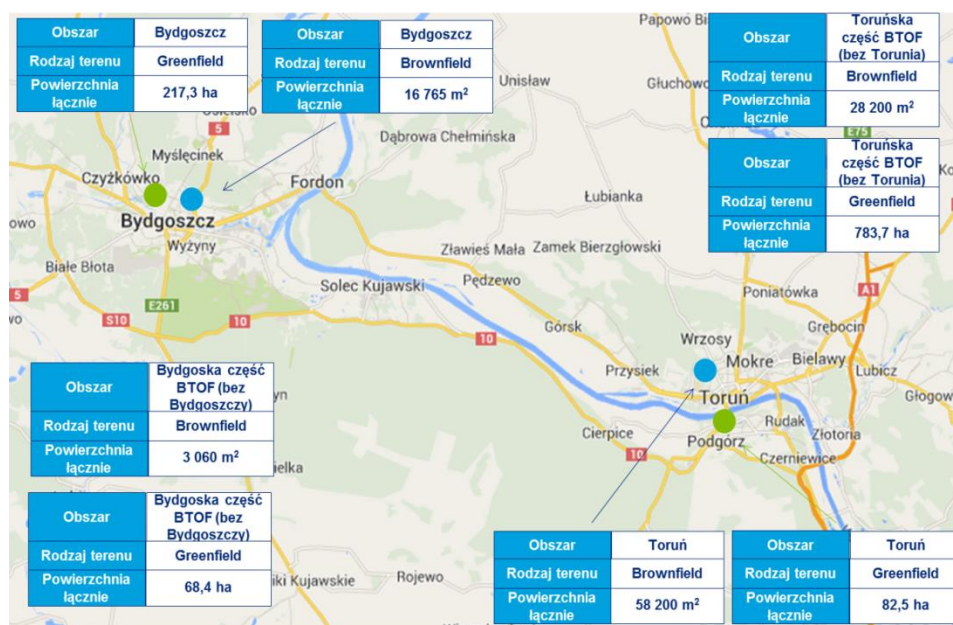 Obszar Bydgoszcz
Rodzaj terenu Greenfield
Powierzchnia łącznie 217,3 ha
Obszar Bydgoszcz
Rodzaj terenu Brownfield
Powierzchnia łącznie 16 765 m²
Obszar Toruńska część BTOF (bez Torunia)
Rodzaj terenu Brownfield
Powierzchnia łącznie 28 200 m²
Obszar Toruńska część BTOF (bez Torunia)
Rodzaj terenu Greenfield
Powierzchnia łącznie 783,7 ha
Papowo Bi
Unisław
Głuchowo
E75
5
Dąbrowa Chełmińska
Myślęcinek
Czyżkówko
Fordon
Łubianka
Bydgoszcz
Wyżyny
Zławieś Mała
Zamek Bierzgłowski
Białe Błota
Pędzewo
Solec Kujawski
5
E261
S10
10
10
10
A1
Poniatówka
Górsk
Wrzosy
Grębocin
Przysiek
Mokre
Bielawy
Lubicz
Toruń
Głogowo
Rudak
Złotoria
Cierpice
Podgórz
Czerniewice
10
Obszar Bydgoska część BTOF (bez Bydgoszczy)
Rodzaj terenu Brownfield
Powierzchnia łącznie 3 060 m²
Obszar Bydgoska część BTOF (bez Bydgoszczy)
Rodzaj terenu Greenfield
Powierzchnia łącznie 68,4 ha
iki Kujawskie
Rojewo
Obszar Toruń
Rodzaj terenu Brownfield
Powierzchnia łącznie 58 200 m²
Obszar Toruń
Rodzaj terenu Greenfield
Powierzchnia łącznie 82,5 ha